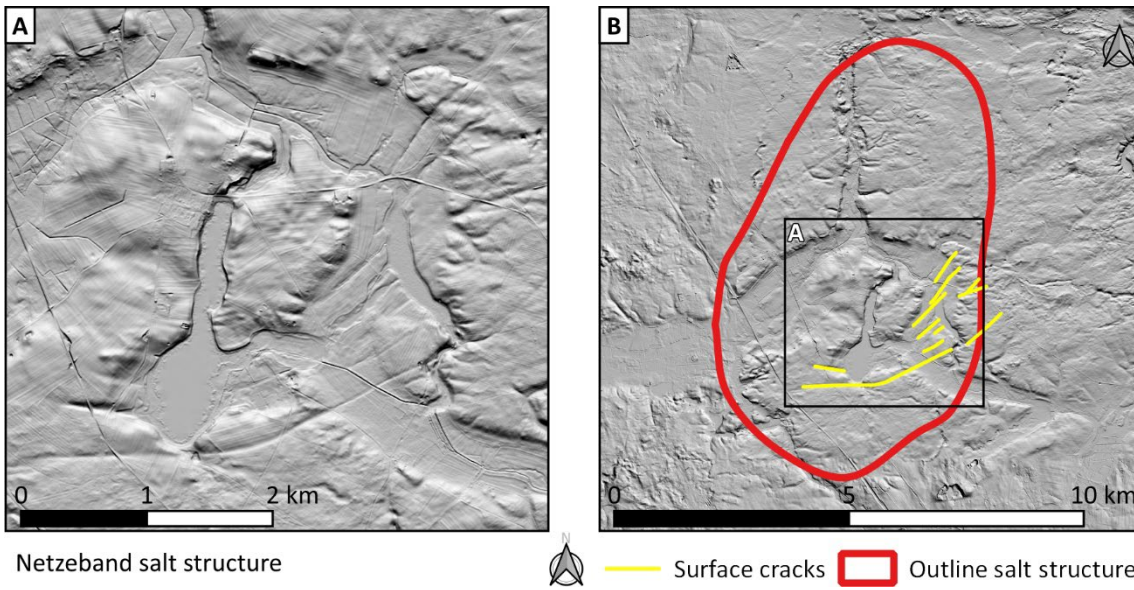 A
B
A
0 1 2 km
0 5 10 km
Netzeband salt structure
N
Surface cracks
Outline salt structure